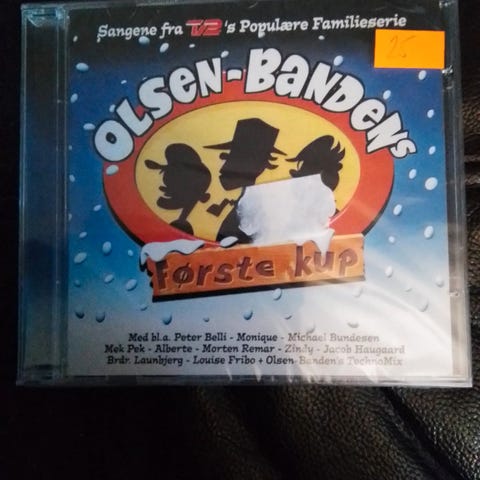 Sangene fra TV2's Populære Familieserie
25
OLSEN-BANDENS
Første kup
Med bl.a. Peter Belli - Monique - Michael Bundesen
Mek Pek - Alberte - Morten Remar - Zindy - Jacob Haugaard
Brdr. Launbjerg - Louise Fribo + Olsen-Banden's TechnoMix